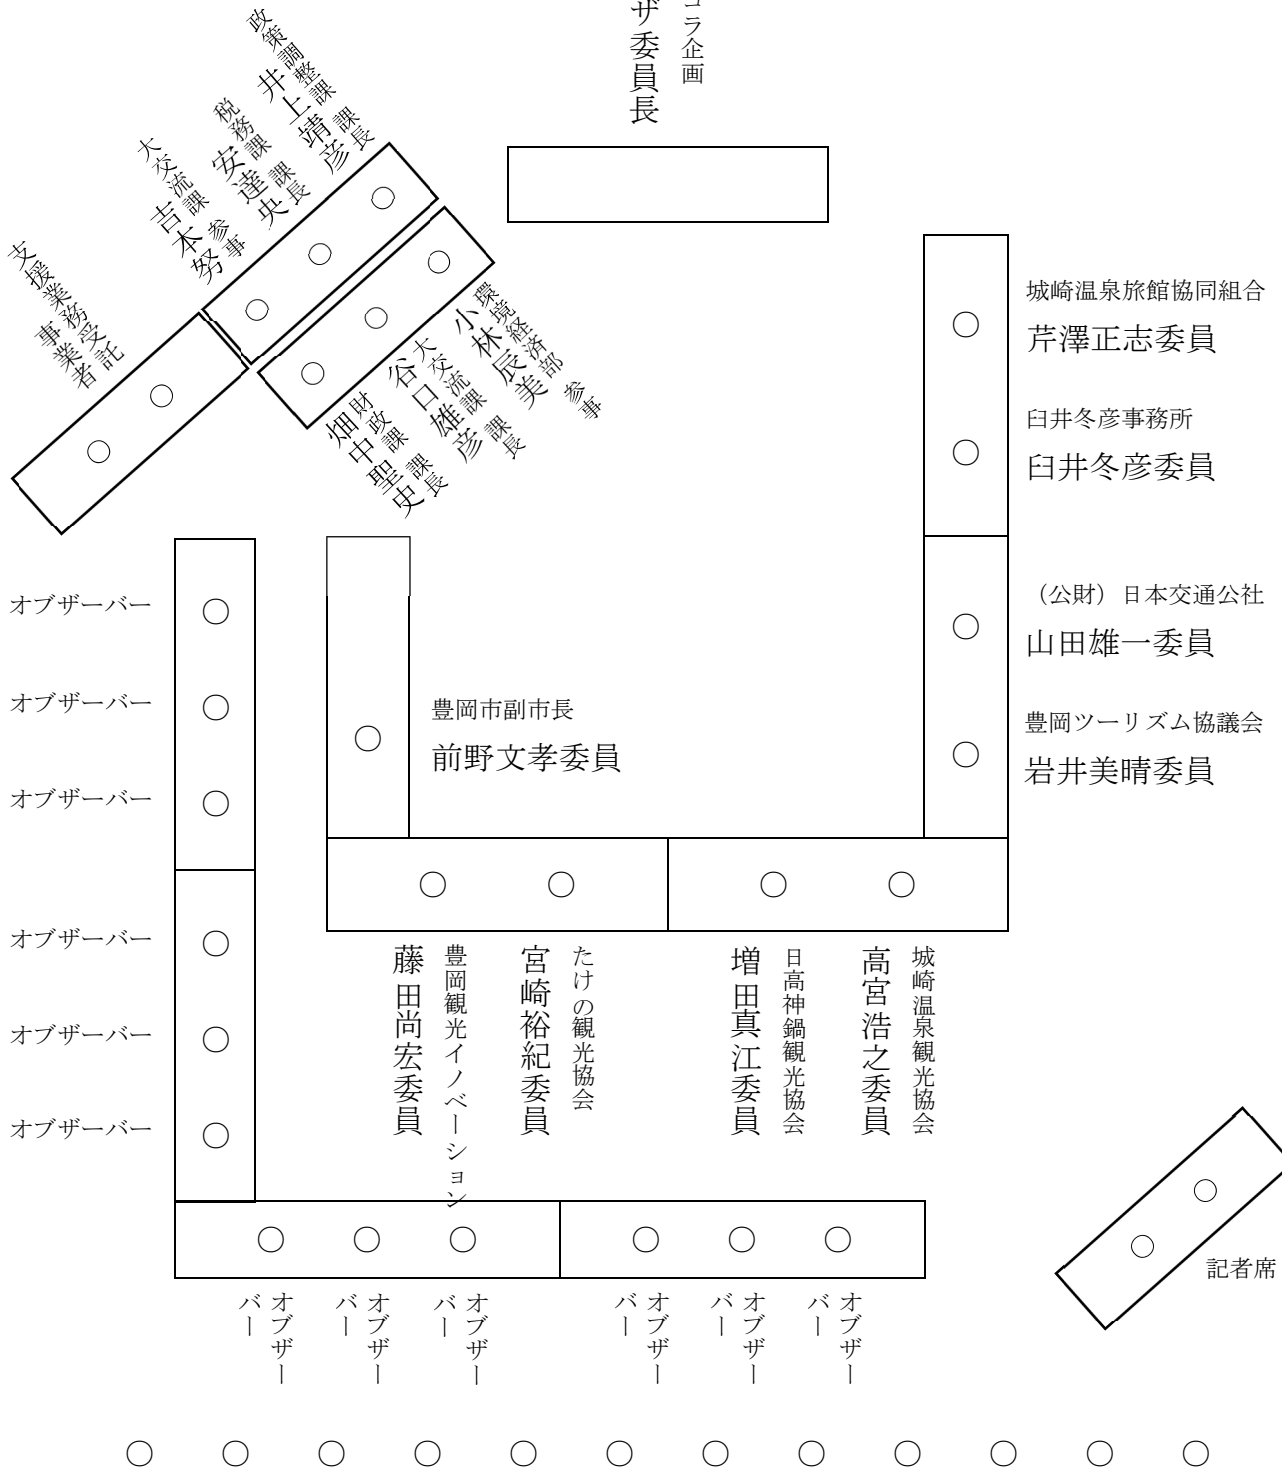 コラ企画
ザ委員長
政策調整課 課長
井上靖彦
税務課 課長
安達央
大交流課 参事
吉本努
支援業務受託
事業者
環境経済部 参事
小林辰美
大交流課 課長
谷口雄彦
財政課 課長
畑中聖史
城崎温泉旅館協同組合
芹澤正志委員
臼井冬彦事務所
臼井冬彦委員
（公財）日本交通公社
山田雄一委員
豊岡ツーリズム協議会
岩井美晴委員
豊岡市副市長
前野文孝委員
オブザーバー
オブザーバー
オブザーバー
オブザーバー
オブザーバー
オブザーバー
城崎温泉観光協会
高宮浩之委員
日高神鍋観光協会
増田真江委員
たけの観光協会
宮崎裕紀委員
豊岡観光イノベーション
藤田尚宏委員
記者席
オブザー
バー
オブザー
バー
オブザー
バー
オブザー
バー
オブザー
バー
オブザー
バー